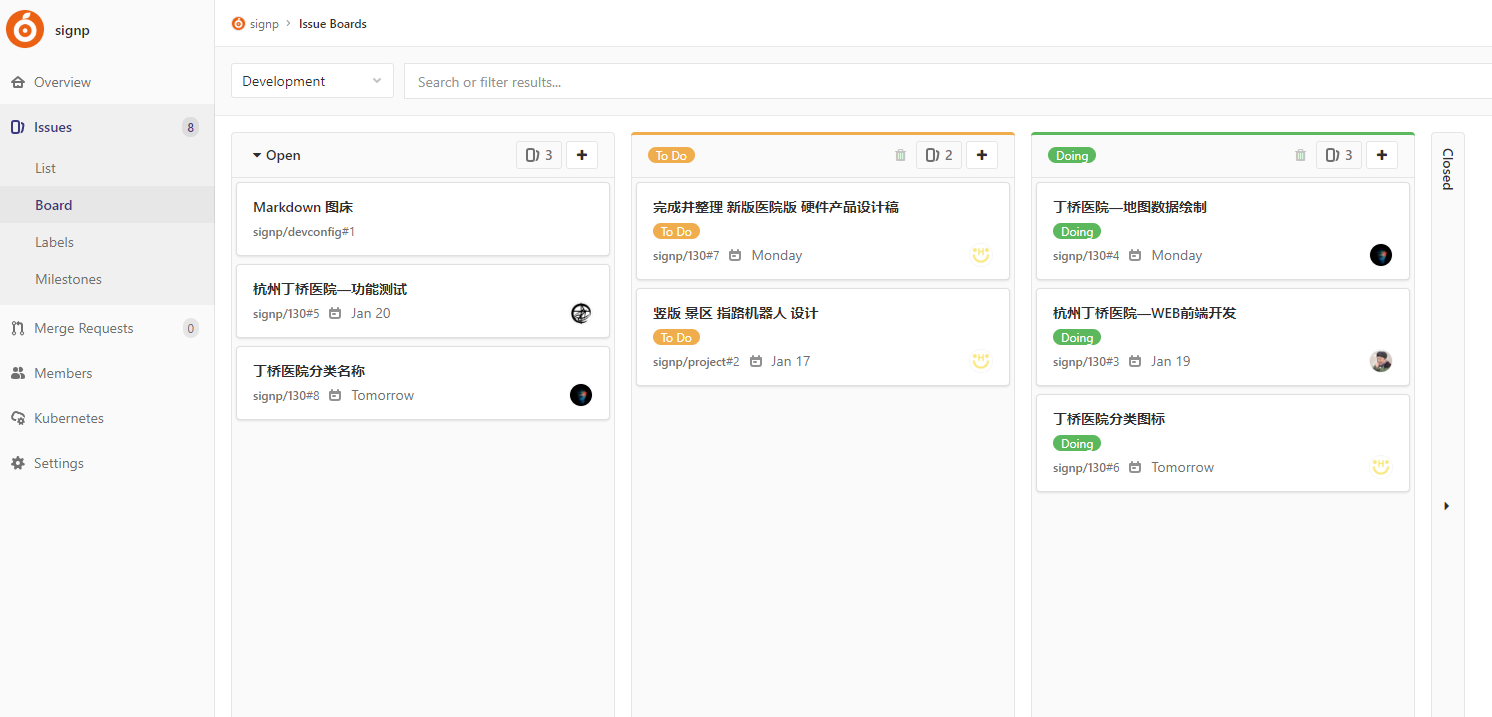 signp
Overview
Issues 8
List
Board
Labels
Milestones
Merge Requests 0
Members
Kubernetes
Settings
signp > Issue Boards
Development
Search or filter results...
Open 3 +
Markdown 图床
signp/devconfig#1
杭州丁桥医院—功能测试
signp/130#5 Jan 20
丁桥医院分类名称
signp/130#8 Tomorrow
To Do 2 +
完成并整理 新版医院版 硬件产品设计稿
To Do
signp/130#7 Monday
竖版 景区 指路机器人 设计
To Do
signp/project#2 Jan 17
Doing 3 +
丁桥医院—地图数据绘制
Doing
signp/130#4 Monday
杭州丁桥医院—WEB前端开发
Doing
signp/130#3 Jan 19
丁桥医院分类图标
Doing
signp/130#6 Tomorrow
Closed